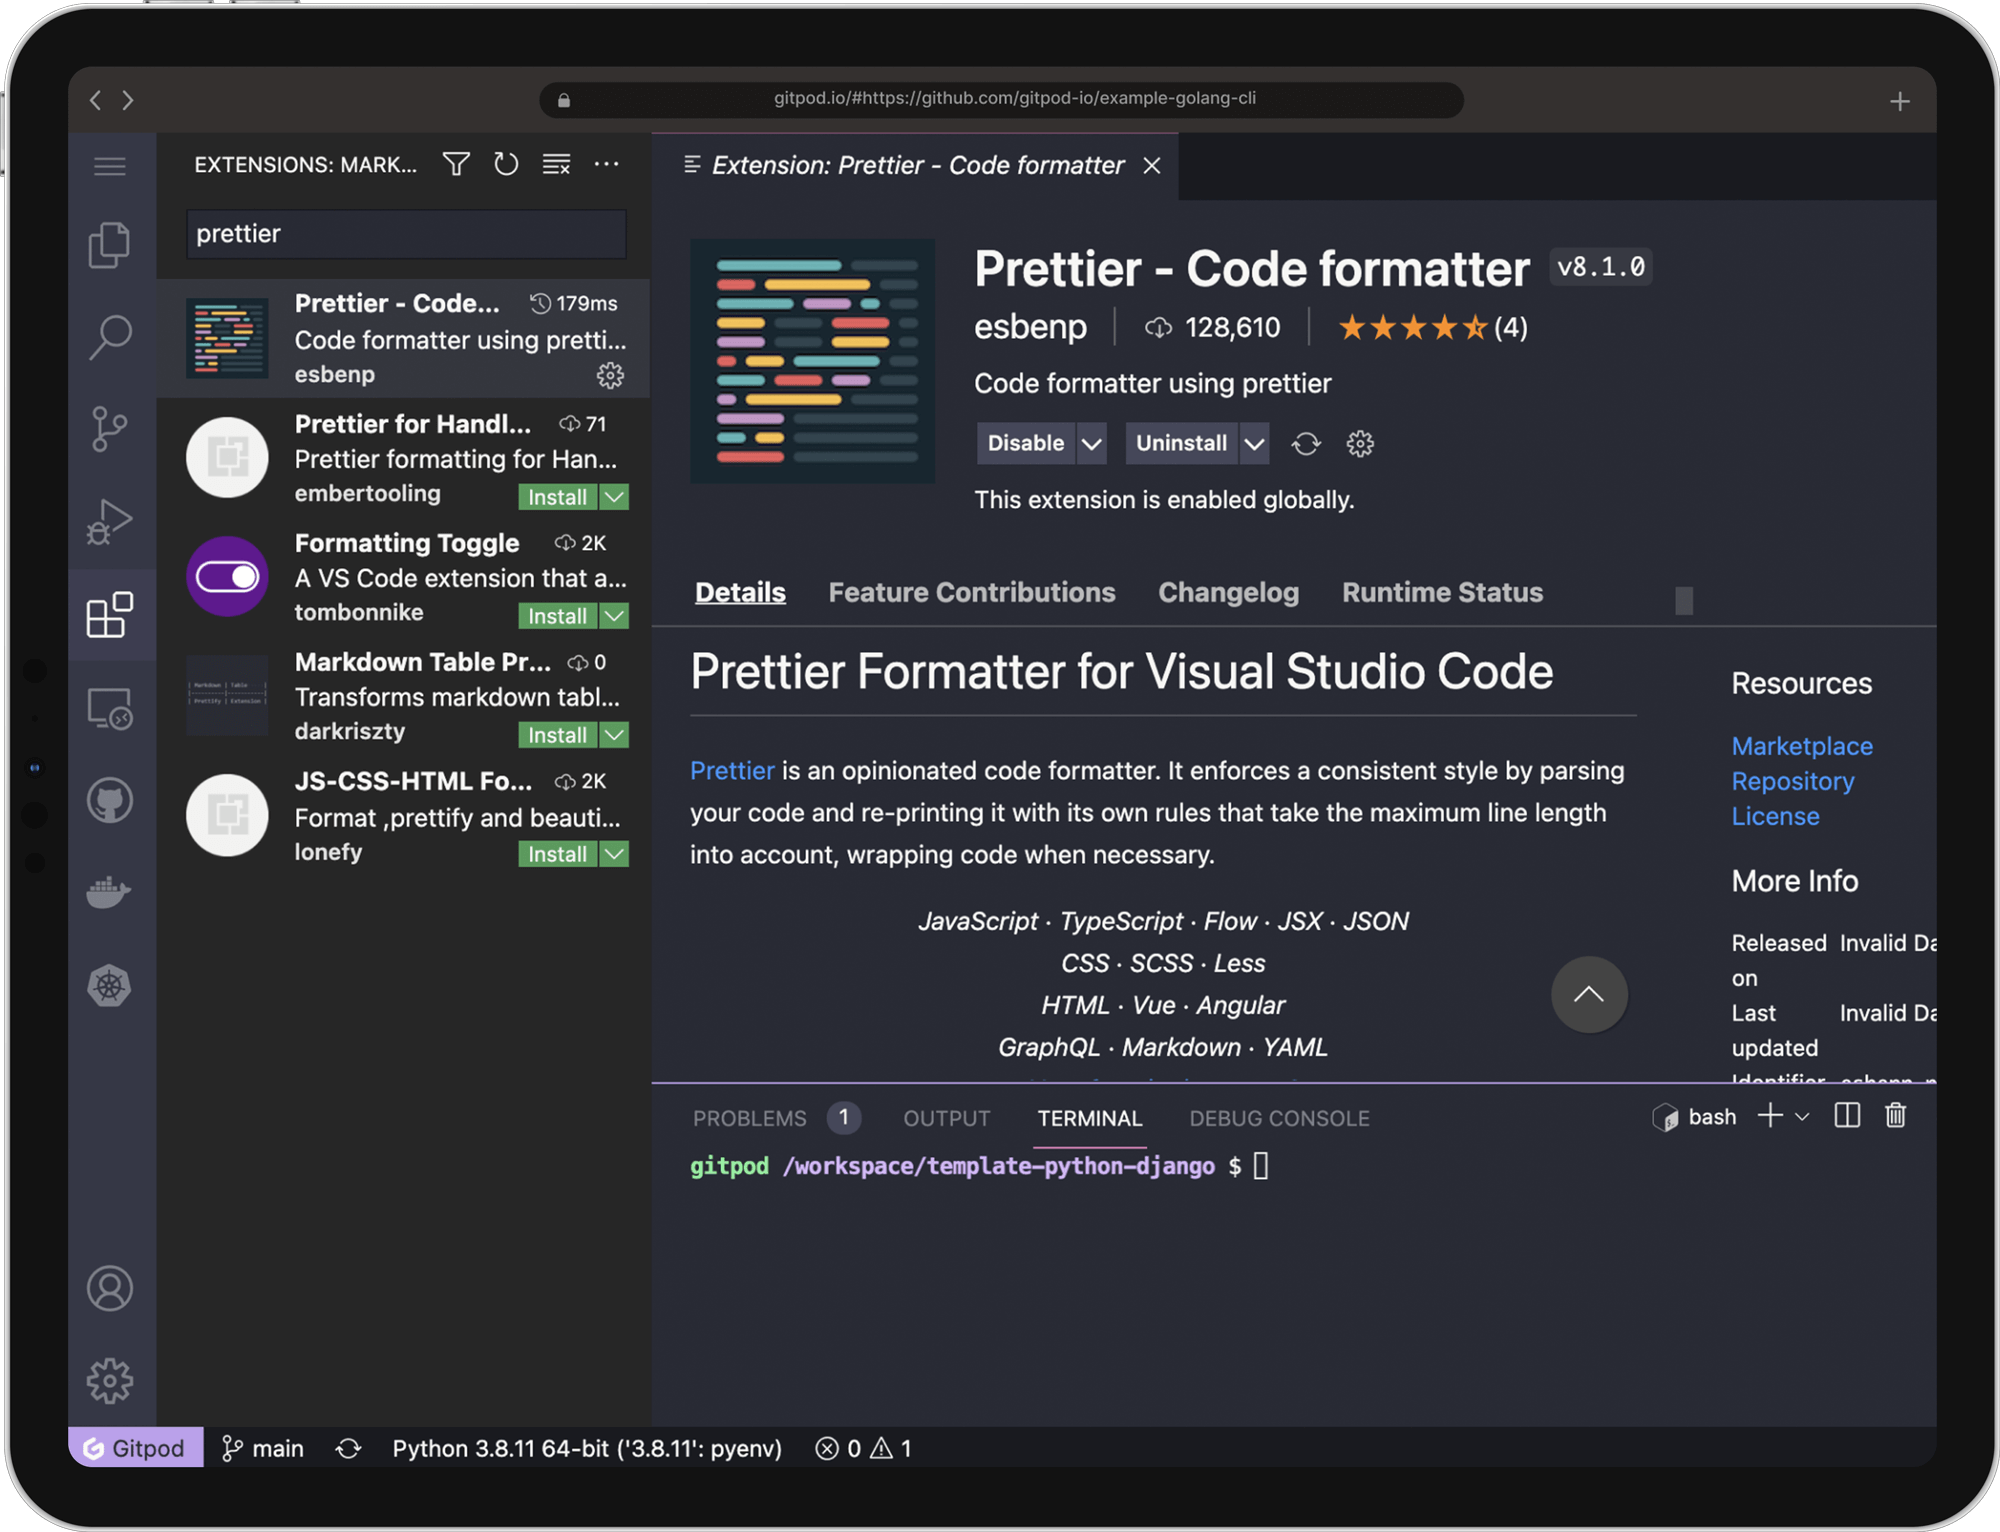 gitpod.io/#https://github.com/gitpod-io/example-golang-cli
EXTENSIONS: MARK...
prettier
Prettier - Code... 179ms
Code formatter using pretti...
esbenp
Prettier for Handl... 71
Prettier formatting for Han...
embertooling Install
Formatting Toggle 2K
A VS Code extension that a...
tombonnike Install
Markdown Table Pr... 0
Transforms markdown tabl...
darkriszty Install
JS-CSS-HTML Fo... 2K
Format ,prettify and beauti...
lonefy Install
Markdown | Table
Prettify | Extension
Extension: Prettier - Code formatter
Prettier - Code formatter v8.1.0
esbenp 128,610 (4)
Code formatter using prettier
Disable Uninstall
This extension is enabled globally.
Details Feature Contributions Changelog Runtime Status
Prettier Formatter for Visual Studio Code
Prettier is an opinionated code formatter. It enforces a consistent style by parsing
your code and re-printing it with its own rules that take the maximum line length
into account, wrapping code when necessary.
JavaScript · TypeScript · Flow · JSX · JSON
CSS · SCSS · Less
HTML · Vue · Angular
GraphQL · Markdown · YAML
Resources
Marketplace
Repository
License
More Info
Released on Invalid Da
Last updated Invalid Da
Identifier
PROBLEMS 1 OUTPUT TERMINAL DEBUG CONSOLE bash
gitpod /workspace/template-python-django $
Gitpod main Python 3.8.11 64-bit ('3.8.11': pyenv) 0 1